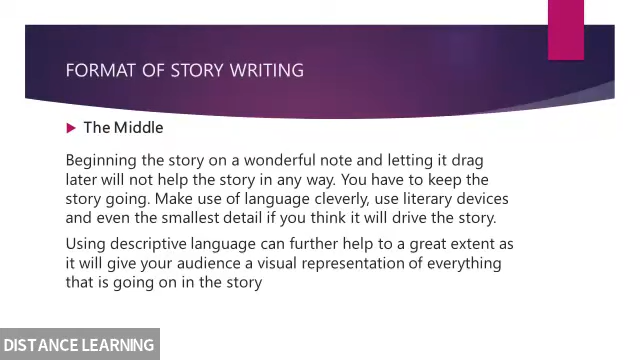 FORMAT OF STORY WRITING
The Middle
Beginning the story on a wonderful note and letting it drag
later will not help the story in any way. You have to keep the
story going. Make use of language cleverly, use literary devices
and even the smallest detail if you think it will drive the story.
Using descriptive language can further help to a great extent as
it will give your audience a visual representation of everything
that is going on in the story
DISTANCE LEARNING